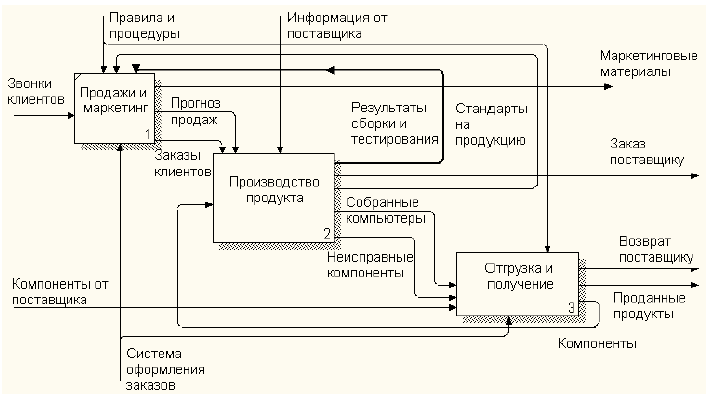 Правила и
процедуры
Информация от
поставщика
Маркетинговые
материалы
Звонки
клиентов
Продажи и
маркетинг
1
Прогноз
продаж
Результаты
сборки и
тестирования
Стандарты
на
продукцию
Заказы
клиентов
Заказ
поставщику
Производство
продукта
2
Собранные
компьютеры
Неисправные
компоненты
Возврат
поставщику
Отгрузка и
получение
3
Компоненты от
поставщика
Проданные
продукты
Компоненты
Система
оформления
заказов